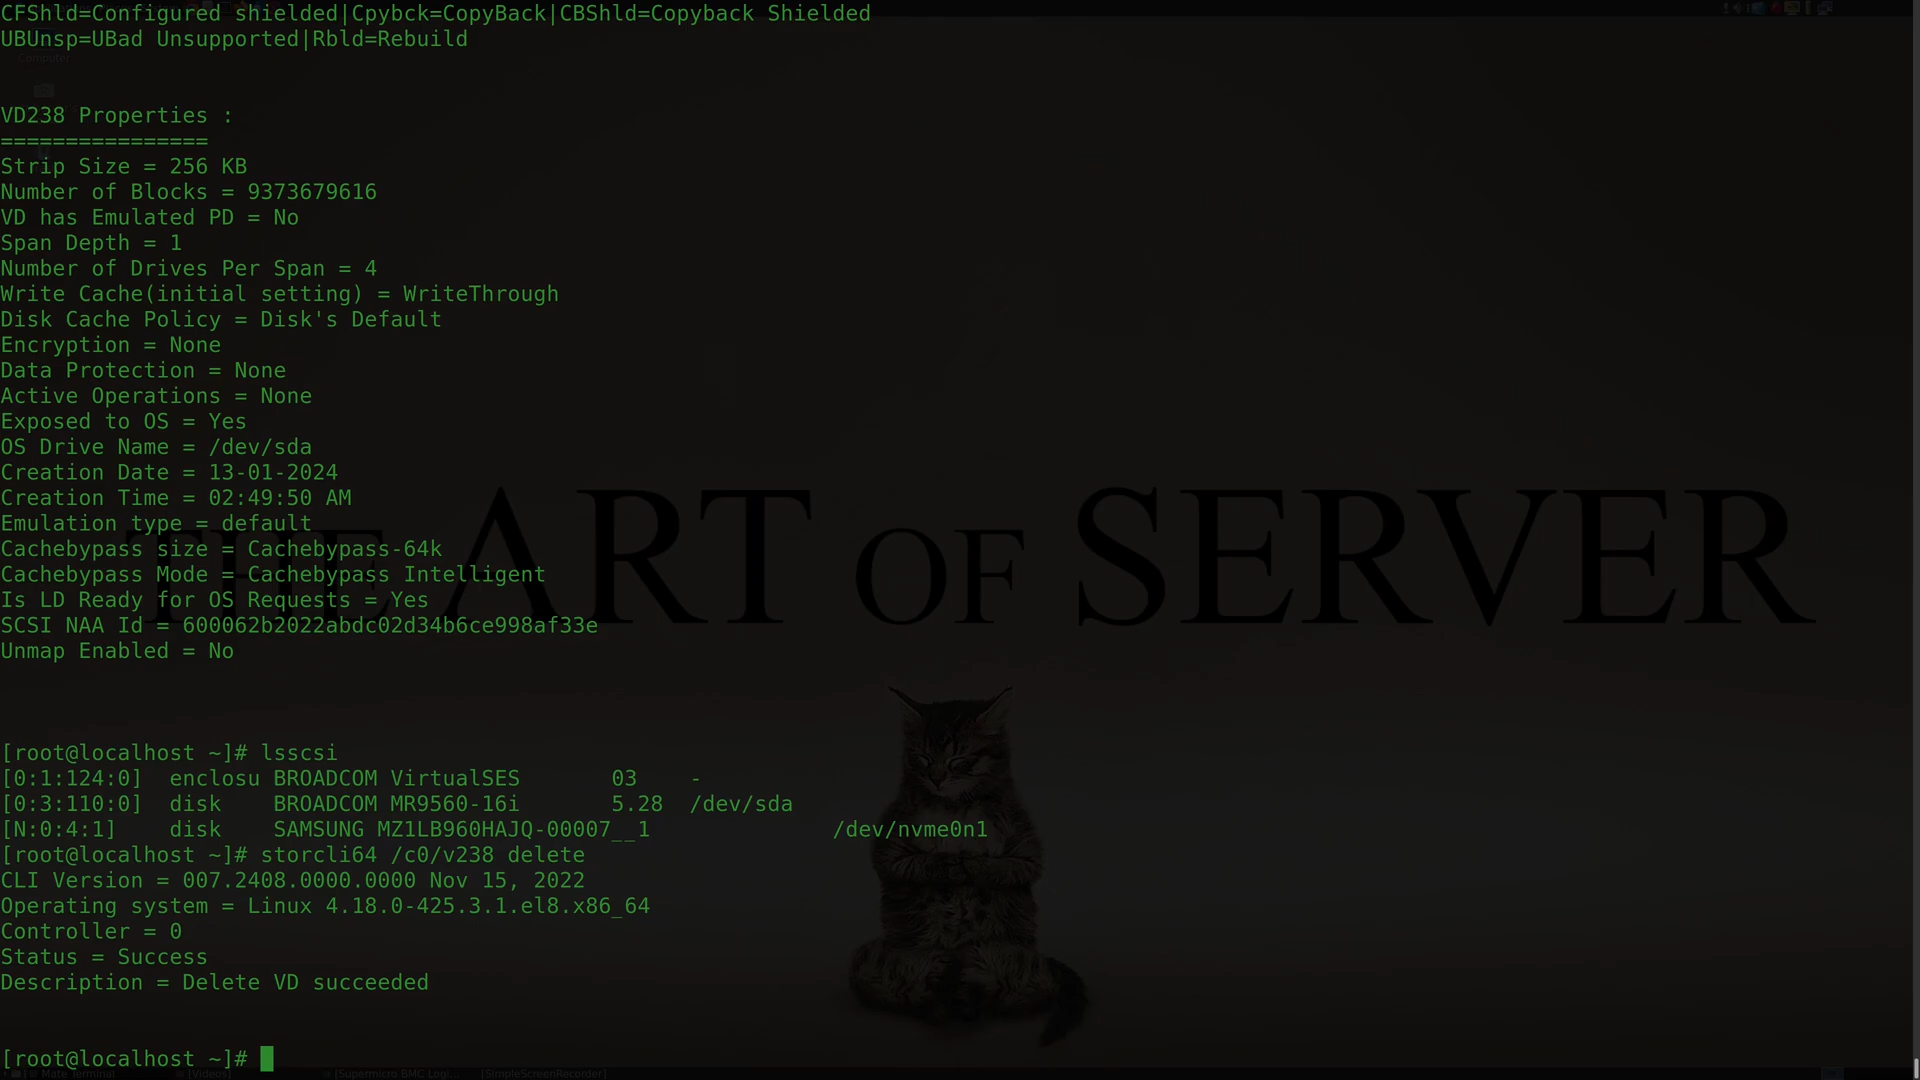 CFShld=Configured shielded|Cpybck=CopyBack|CBShld=Copyback Shielded
UBUnsp=UBad Unsupported|Rbld=Rebuild
Computer
VD238 Properties :
================
Strip Size = 256 KB
Number of Blocks = 9373679616
VD has Emulated PD = No
Span Depth = 1
Number of Drives Per Span = 4
Write Cache(initial setting) = WriteThrough
Disk Cache Policy = Disk's Default
Encryption = None
Data Protection = None
Active Operations = None
Exposed to OS = Yes
OS Drive Name = /dev/sda
Creation Date = 13-01-2024
Creation Time = 02:49:50 AM
Emulation type = default
Cachebypass size = Cachebypass-64k
Cachebypass Mode = Cachebypass Intelligent
Is LD Ready for OS Requests = Yes
SCSI NAA Id = 600062b2022abdc02d34b6ce998af33e
Unmap Enabled = No
THE ART OF SERVER
[root@localhost ~]# lsscsi
[0:1:124:0]  enclosu BROADCOM VirtualSES       03    -
[0:3:110:0]  disk    BROADCOM MR9560-16i       5.28  /dev/sda
[N:0:4:1]    disk    SAMSUNG MZ1LB960HAJQ-00007__1              /dev/nvme0n1
[root@localhost ~]# storcli64 /c0/v238 delete
CLI Version = 007.2408.0000.0000 Nov 15, 2022
Operating system = Linux 4.18.0-425.3.1.el8.x86_64
Controller = 0
Status = Success
Description = Delete VD succeeded
[root@localhost ~]#
Mate Terminal [Videos] [Supermicro BMC Logi... [SimpleScreenRecorder]